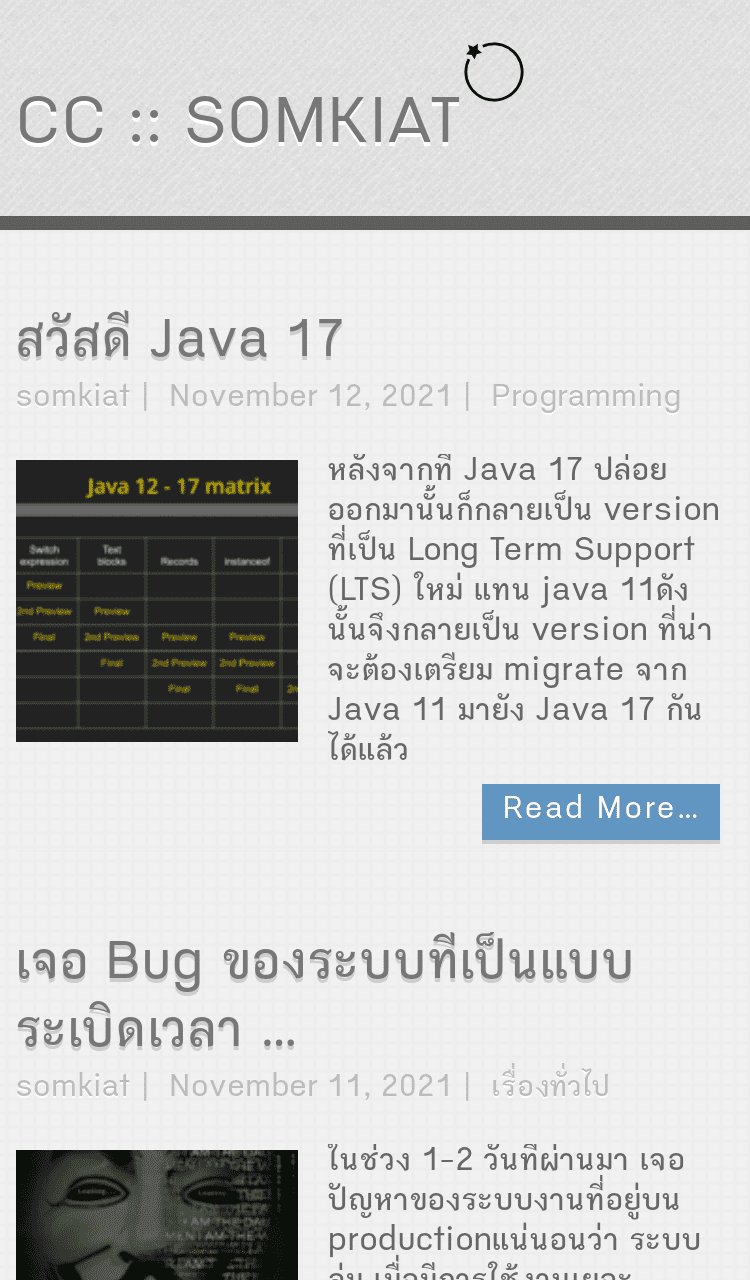 CC :: SOMKIAT
สวัสดี Java 17
somkiat | November 12, 2021 | Programming
Java 12 - 17 matrix
Switch expression
Text blocks
Records
instanceof
Preview
2nd Preview Preview
Final 2nd Preview Preview Preview
Final 2nd Preview 2nd Preview
Final Final
หลังจากที่ Java 17 ปล่อย
ออกมานั้นก็กลายเป็น version
ที่เป็น Long Term Support
(LTS) ใหม่ แทน java 11ดัง
นั้นจึงกลายเป็น version ที่น่า
จะต้องเตรียม migrate จาก
Java 11 มายัง Java 17 กัน
ได้แล้ว
Read More…
เจอ Bug ของระบบที่เป็นแบบ
ระเบิดเวลา …
somkiat | November 11, 2021 | เรื่องทั่วไป
ในช่วง 1-2 วันที่ผ่านมา เจอ
ปัญหาของระบบงานที่อยู่บน
productionแน่นอนว่า ระบบ